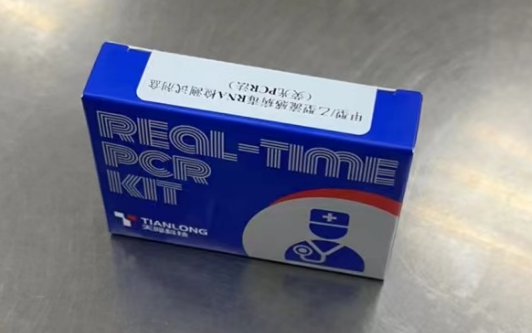 甲型/乙型流感病毒RNA检测试剂盒
(荧光PCR法)
REAL-TIME
PCR
KIT
TIANLONG
天隆科技